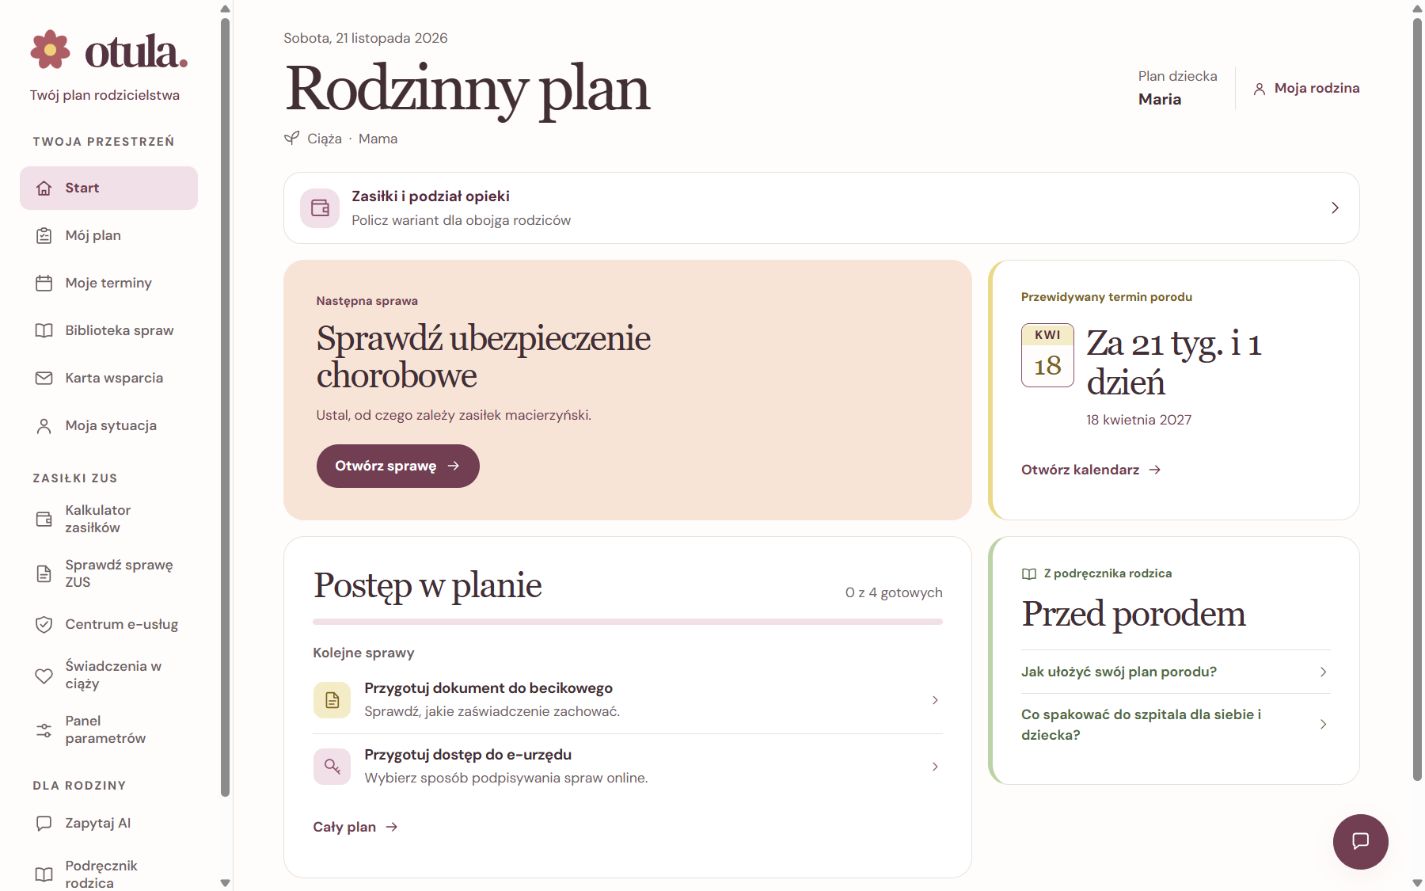 otula.
Twój plan rodzicielstwa
TWOJA PRZESTRZEŃ
Start
Mój plan
Moje terminy
Biblioteka spraw
Karta wsparcia
Moja sytuacja
ZASIŁKI ZUS
Kalkulator
zasiłków
Sprawdź sprawę
ZUS
Centrum e-usług
Świadczenia w
ciąży
Panel
parametrów
DLA RODZINY
Zapytaj AI
Podręcznik
rodzica
Sobota, 21 listopada 2026
Rodzinny plan
Ciąża · Mama
Plan dziecka
Maria
Moja rodzina
Zasiłki i podział opieki
Policz wariant dla obojga rodziców
Następna sprawa
Sprawdź ubezpieczenie
chorobowe
Ustal, od czego zależy zasiłek macierzyński.
Otwórz sprawę
Przewidywany termin porodu
KWI
18
Za 21 tyg. i 1
dzień
18 kwietnia 2027
Otwórz kalendarz
Postęp w planie
0 z 4 gotowych
Kolejne sprawy
Przygotuj dokument do becikowego
Sprawdź, jakie zaświadczenie zachować.
Przygotuj dostęp do e-urzędu
Wybierz sposób podpisywania spraw online.
Cały plan
Z podręcznika rodzica
Przed porodem
Jak ułożyć swój plan porodu?
Co spakować do szpitala dla siebie i
dziecka?